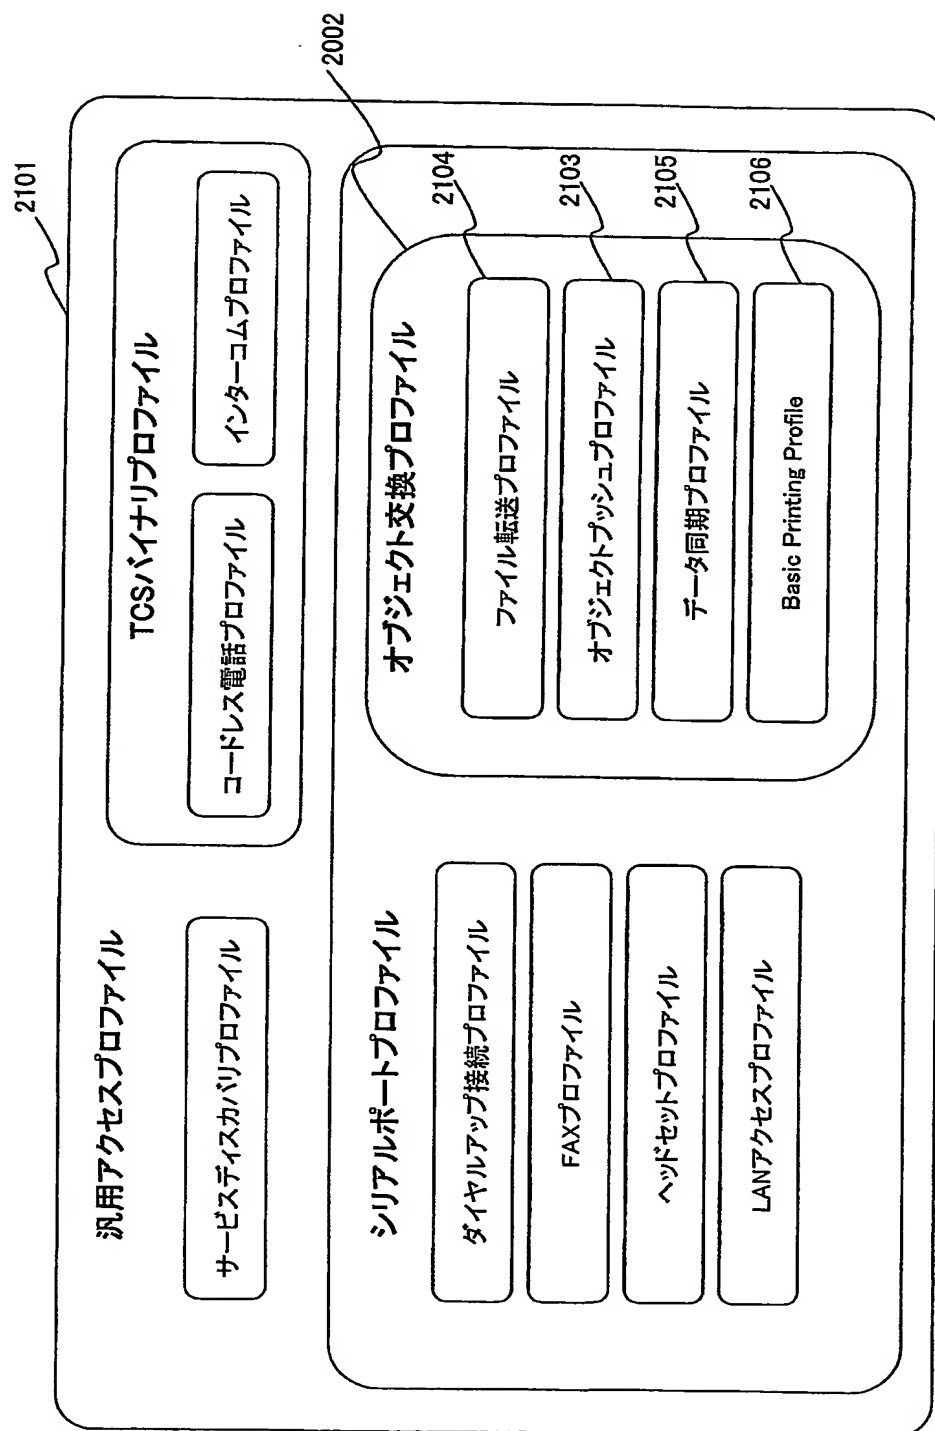 2101
汎用アクセスプロファイル
サービスディスカバリプロファイル
TCSバイナリプロファイル
コードレス電話プロファイル
インターコムプロファイル
シリアルポートプロファイル
ダイヤルアップ接続プロファイル
FAXプロファイル
ヘッドセットプロファイル
LANアクセスプロファイル
2002
オブジェクト交換プロファイル
ファイル転送プロファイル
2104
オブジェクトプッシュプロファイル
2103
データ同期プロファイル
2105
Basic Printing Profile
2106